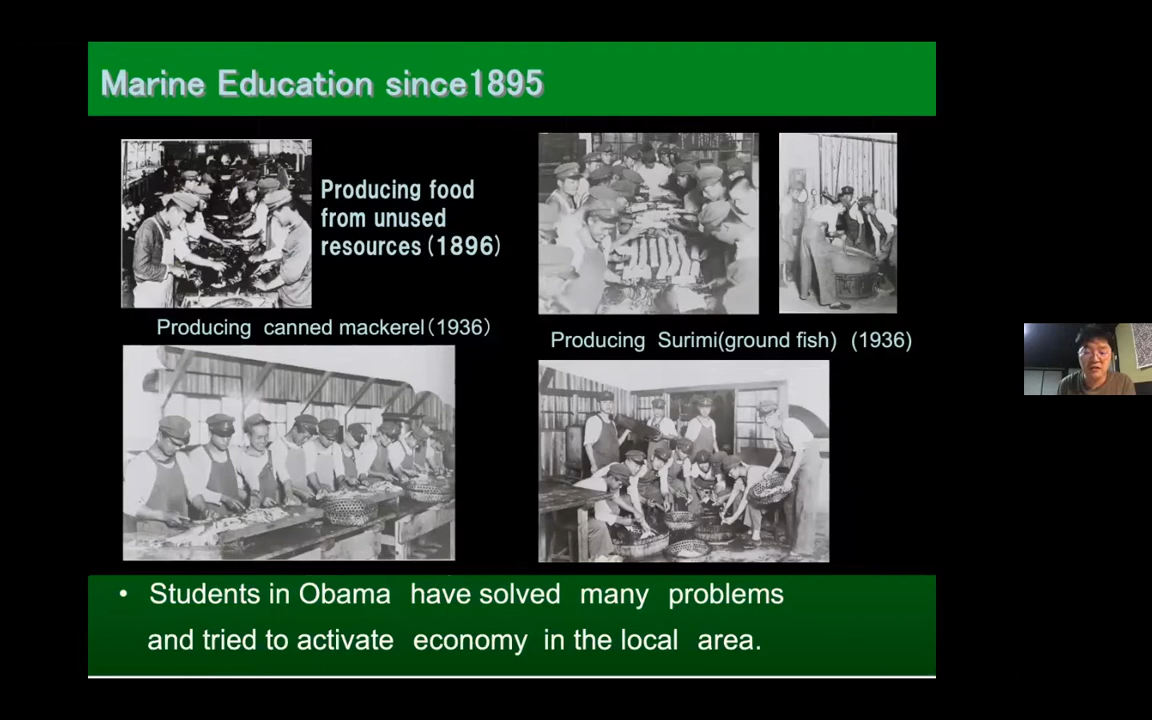 Marine Education since1895
Producing food
from unused
resources(1896)
Producing canned mackerel(1936)
Producing Surimi(ground fish) (1936)
• Students in Obama have solved many problems
and tried to activate economy in the local area.